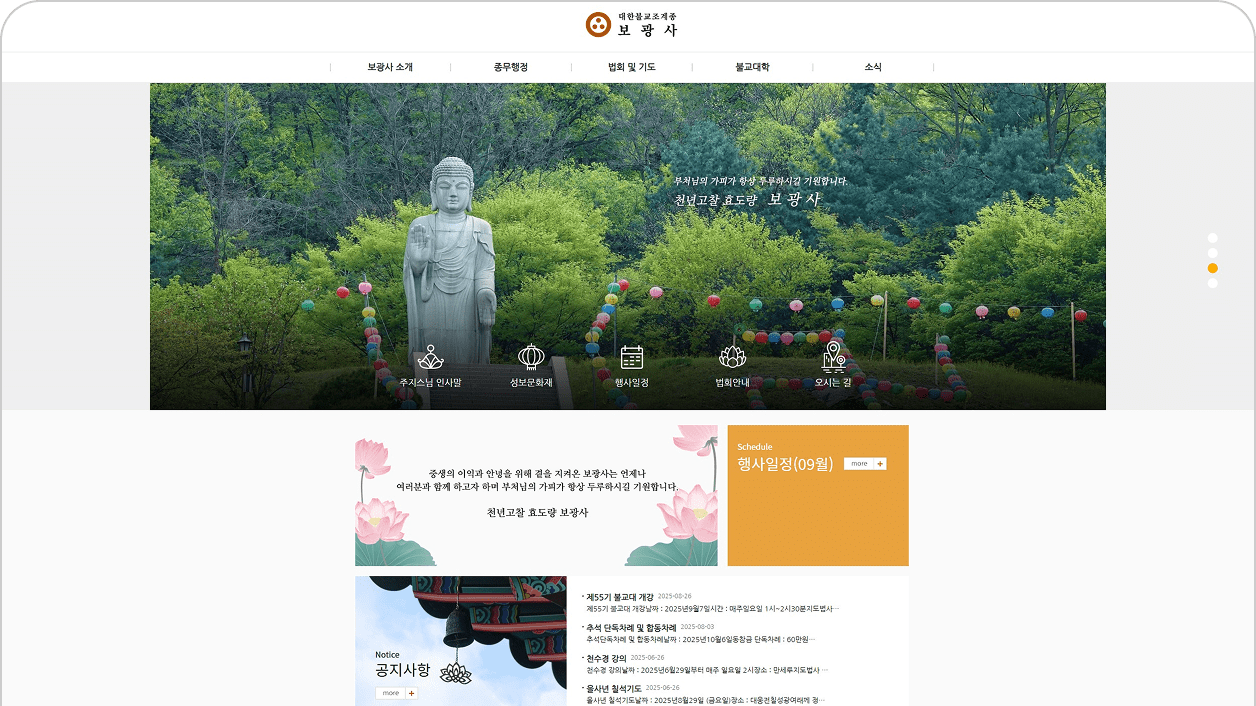 대한불교조계종
보 광 사
보광사 소개
종무행정
법회 및 기도
불교대학
소식
부처님의 가피가 항상 두루하시길 기원합니다.
천년고찰 효도량 보 광 사
주지스님 인사말
성보문화재
행사일정
법회안내
오시는 길
중생의 이익과 안녕을 위해 곁을 지켜온 보광사는 언제나
여러분과 함께 하고자 하며 부처님의 가피가 항상 두루하시길 기원합니다.
천년고찰 효도량 보광사
Schedule
행사일정(09월)
more +
Notice
공지사항
more +
· 제55기 불교대 개강 2025-08-26
제55기 불교대 개강날짜 : 2025년9월7일시간 : 매주일요일 1시~2시30분지도법사…
· 추석 단독차례 및 합동차례 2025-08-03
추석단독차례 및 합동차례날짜 : 2025년10월6일동참금 단독차례 : 60만원…
· 천수경 강의 2025-06-26
천수경 강의날짜 : 2025년6월29일부터 매주 일요일 2시장소 : 만세루지도법사 …
· 을사년 칠석기도 2025-06-26
을사년 칠석기도날짜 : 2025년8월29일 (금요일)장소 : 대웅전칠성광여래께 정…